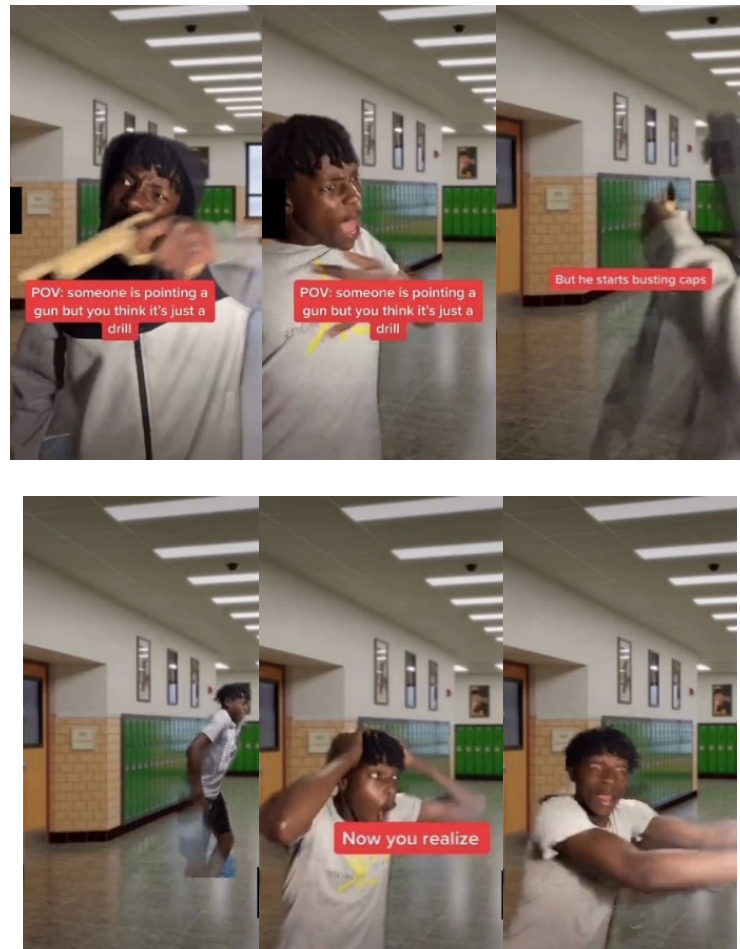 POV: someone is pointing a
gun but you think it's just a
drill
POV: someone is pointing a
gun but you think it's just a
drill
But he starts busting caps
Now you realize